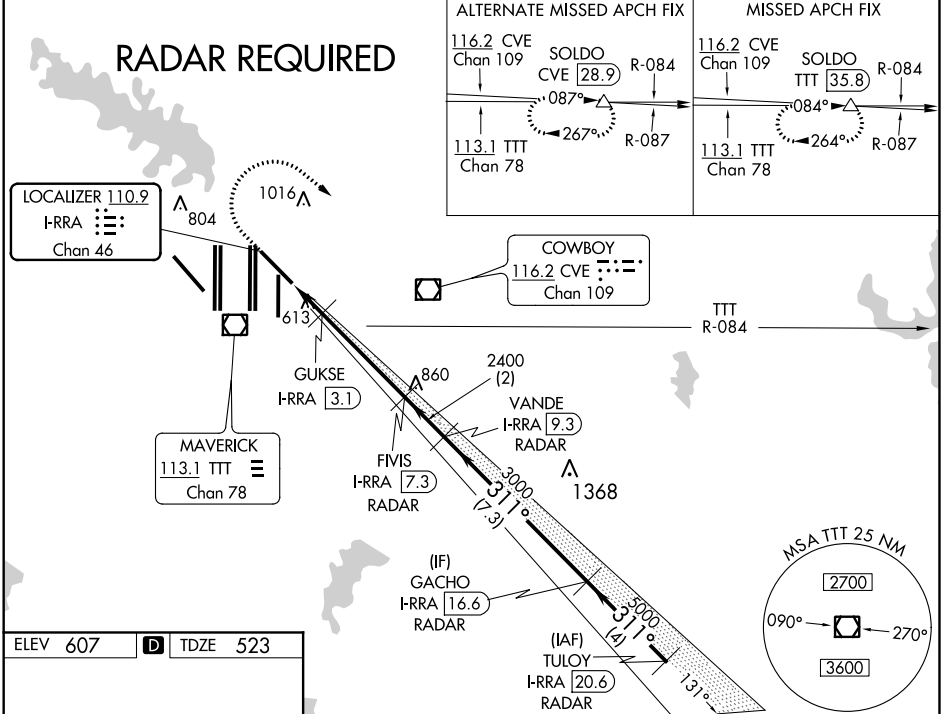 RADAR REQUIRED
ALTERNATE MISSED APCH FIX
116.2 CVE
Chan 109
SOLDO
CVE 28.9
R-084
087°
267°
113.1 TTT
Chan 78
R-087
MISSED APCH FIX
116.2 CVE
Chan 109
SOLDO
TTT 35.8
R-084
084°
264°
113.1 TTT
Chan 78
R-087
LOCALIZER 110.9
I-RRA
Chan 46
804
1016
COWBOY
116.2 CVE
Chan 109
TTT
R-084
613
GUKSE
I-RRA 3.1
860
2400
(2)
VANDE
I-RRA 9.3
RADAR
MAVERICK
113.1 TTT
Chan 78
FIVIS
I-RRA 7.3
RADAR
3000
311°
(7.3)
1368
(IF)
GACHO
I-RRA 16.6
RADAR
5000
311°
(4)
(IAF)
TULOY
I-RRA 20.6
RADAR
131°
MSA TTT 25 NM
2700
090°
270°
3600
ELEV 607 D TDZE 523